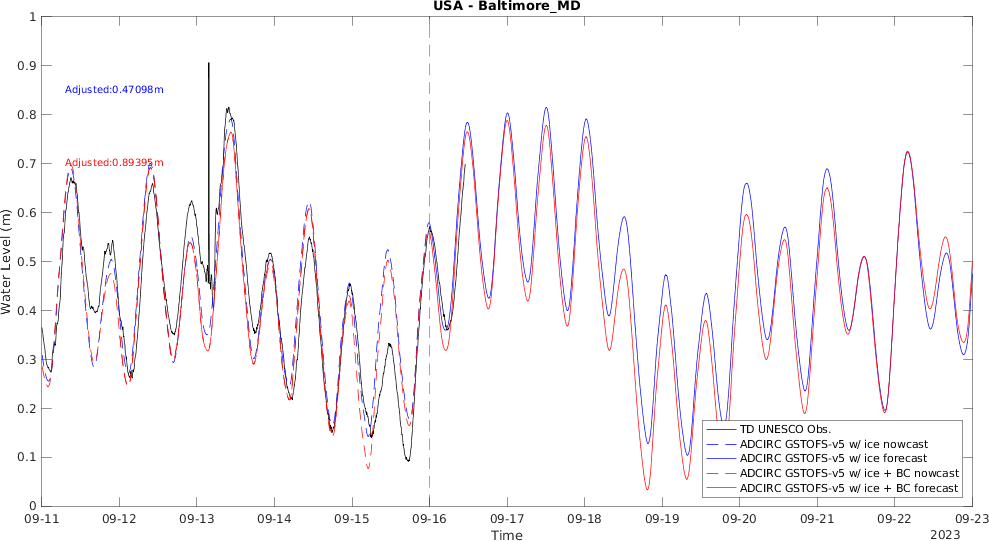 USA - Baltimore_MD
1
0.9
0.8
0.7
0.6
0.5
0.4
0.3
0.2
0.1
0
Water Level (m)
Adjusted:0.47098m
Adjusted:0.89395m
TD UNESCO Obs.
ADCIRC GSTOFS-v5 w/ ice nowcast
ADCIRC GSTOFS-v5 w/ ice forecast
ADCIRC GSTOFS-v5 w/ ice + BC nowcast
ADCIRC GSTOFS-v5 w/ ice + BC forecast
09-11 09-12 09-13 09-14 09-15 09-16 09-17 09-18 09-19 09-20 09-21 09-22 09-23
Time
2023